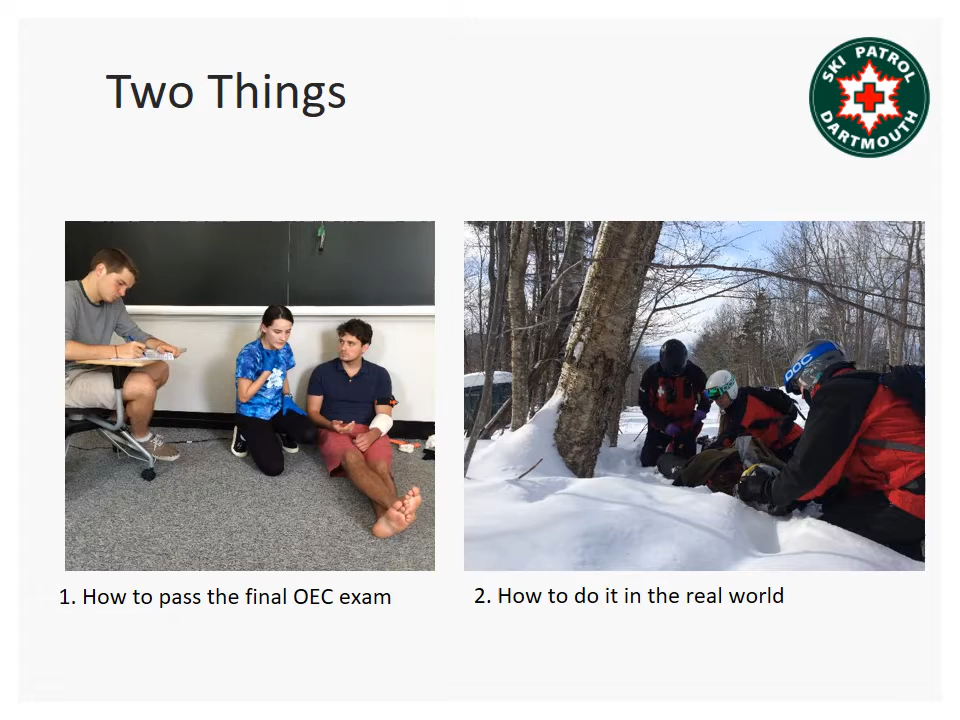 Two Things
SKI PATROL
DARTMOUTH
POC
1. How to pass the final OEC exam
2. How to do it in the real world